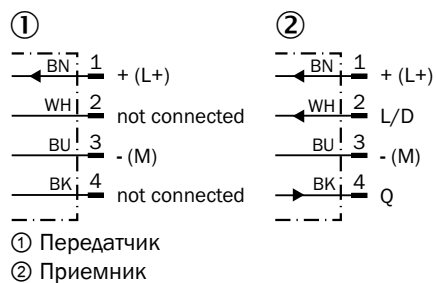 ① ②
BN 1 + (L+) BN 1 + (L+)
WH 2 not connected WH 2 L/D
BU 3 - (M) BU 3 - (M)
BK 4 not connected BK 4 Q
① Передатчик
② Приемник